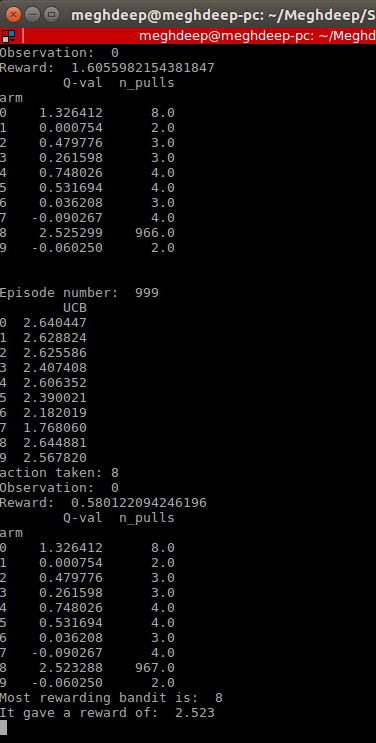 meghdeep@meghdeep-pc: ~/Meghdeep/S
meghdeep@meghdeep-pc: ~/Meghd
Observation:  0
Reward:  1.6055982154381847
        Q-val  n_pulls
arm
0    1.326412      8.0
1    0.000754      2.0
2    0.479776      3.0
3    0.261598      3.0
4    0.748026      4.0
5    0.531694      4.0
6    0.036208      3.0
7   -0.090267      4.0
8    2.525299    966.0
9   -0.060250      2.0
Episode number:  999
        UCB
0  2.640447
1  2.628824
2  2.625586
3  2.407408
4  2.606352
5  2.390021
6  2.182019
7  1.768060
8  2.644881
9  2.567820
action taken: 8
Observation:  0
Reward:  0.580122094246196
        Q-val  n_pulls
arm
0    1.326412      8.0
1    0.000754      2.0
2    0.479776      3.0
3    0.261598      3.0
4    0.748026      4.0
5    0.531694      4.0
6    0.036208      3.0
7   -0.090267      4.0
8    2.523288    967.0
9   -0.060250      2.0
Most rewarding bandit is:  8
It gave a reward of:  2.523